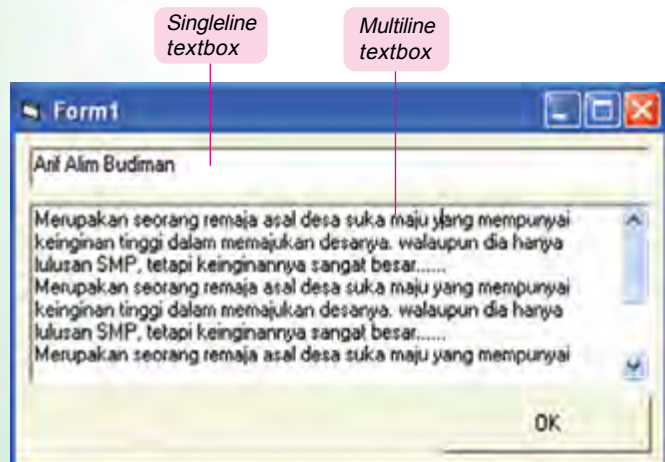 Singleline
textbox
Multiline
textbox
Form1
Arif Alim Budiman
Merupakan seorang remaja asal desa suka maju yang mempunyai
keinginan tinggi dalam memajukan desanya. walaupun dia hanya
lulusan SMP, tetapi keinginannya sangat besar......
Merupakan seorang remaja asal desa suka maju yang mempunyai
keinginan tinggi dalam memajukan desanya. walaupun dia hanya
lulusan SMP, tetapi keinginannya sangat besar......
Merupakan seorang remaja asal desa suka maju yang mempunyai
OK